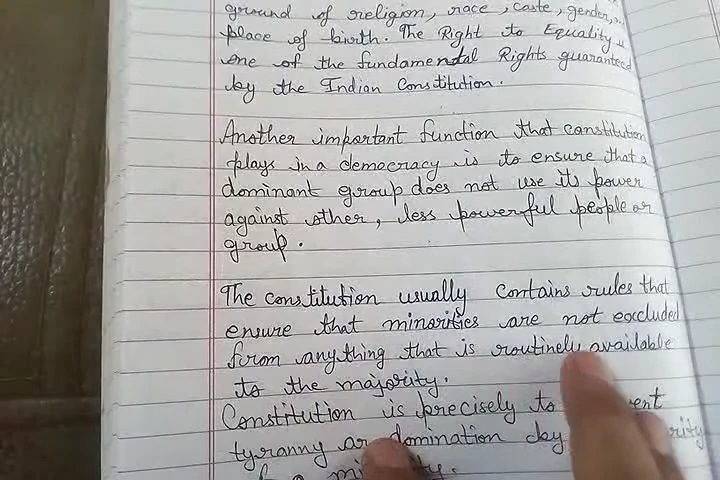 ground of religion, race, caste, gender,
place of birth. The Right to Equality is
one of the fundamental Rights guaranteed
by the Indian Constitution.
Another important function that constitution
plays in a democracy is to ensure that a
dominant group does not use its power
against other, less powerful people or
group.
The constitution usually contains rules that
ensure that minorities are not excluded
from anything that is routinely available
to the majority.
Constitution is precisely to
tyranny or domination by